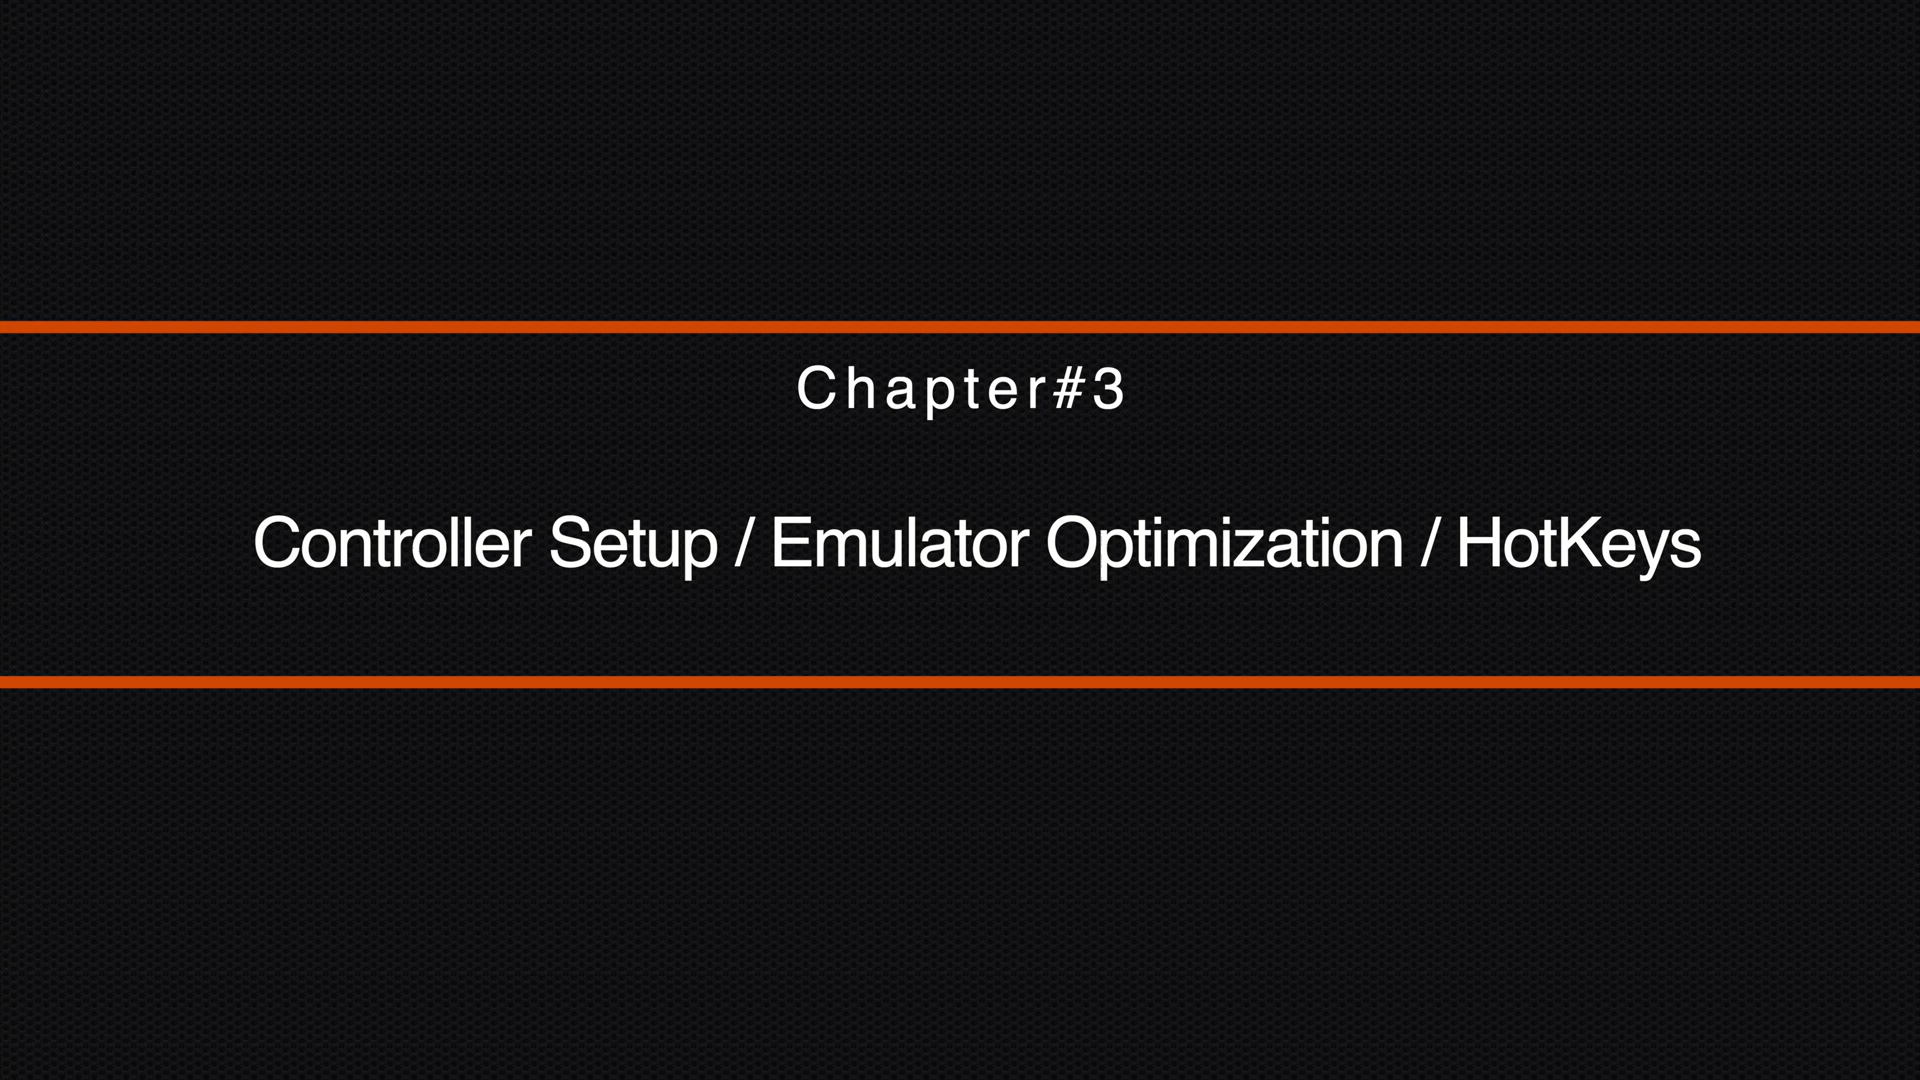 Chapter#3
Controller Setup / Emulator Optimization / HotKeys